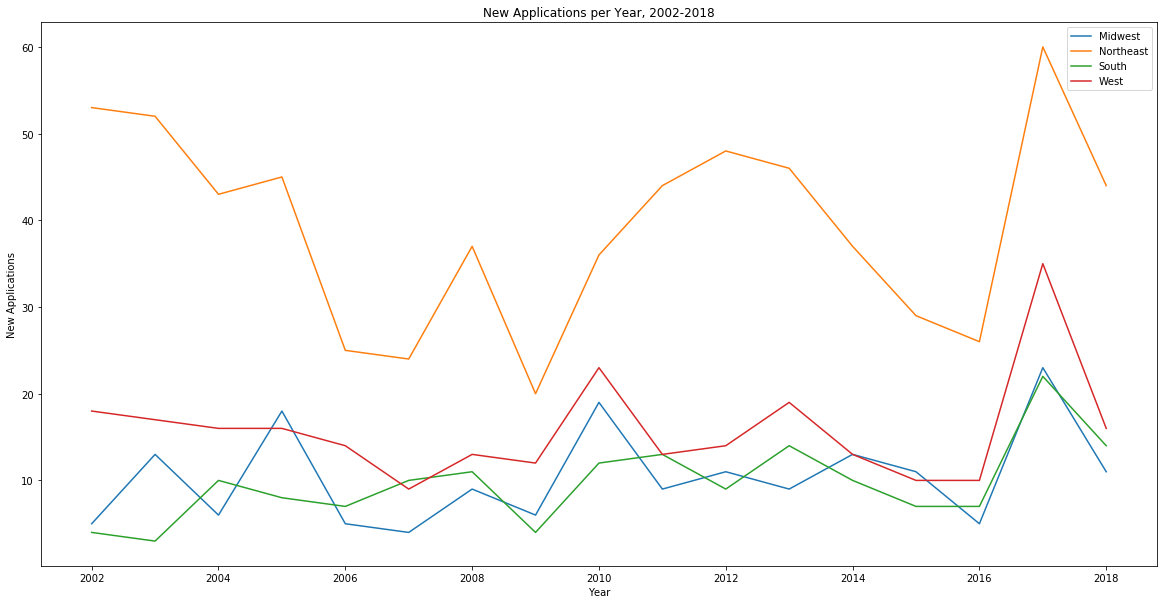 New Applications per Year, 2002-2018
Midwest
Northeast
South
West
60
50
40
30
20
10
New Applications
2002 2004 2006 2008 2010 2012 2014 2016 2018
Year